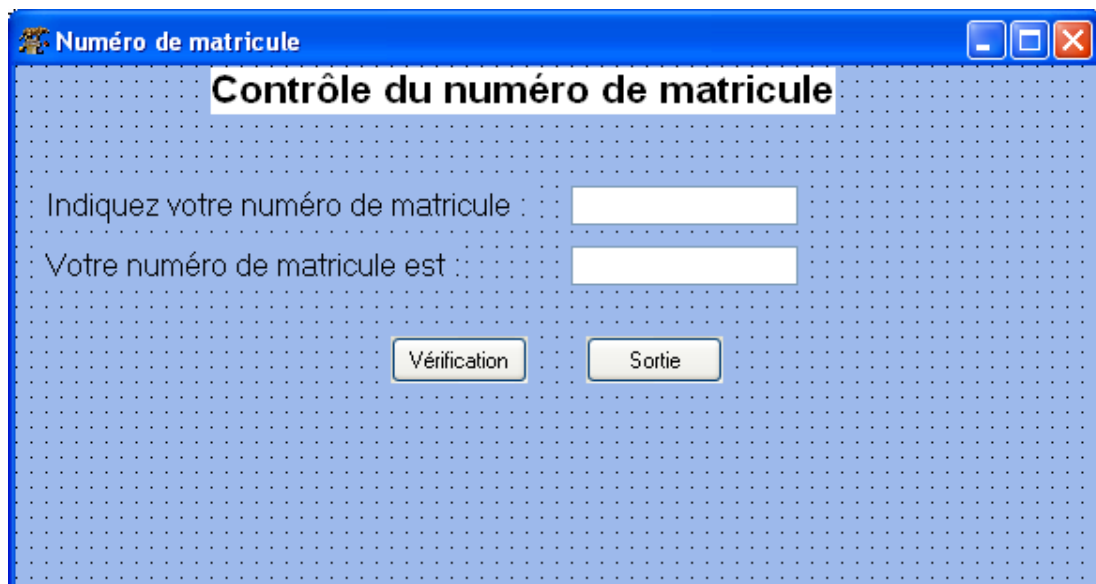 Numéro de matricule
Contrôle du numéro de matricule
Indiquez votre numéro de matricule :
Votre numéro de matricule est :
Vérification Sortie